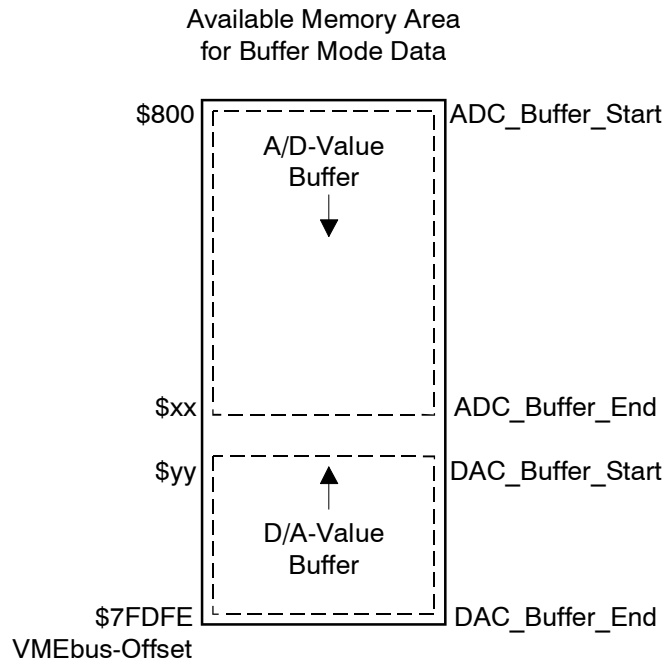 Available Memory Area
for Buffer Mode Data
$800
ADC_Buffer_Start
A/D-Value
Buffer
$xx
ADC_Buffer_End
$yy
DAC_Buffer_Start
D/A-Value
Buffer
$7FDFE
DAC_Buffer_End
VMEbus-Offset